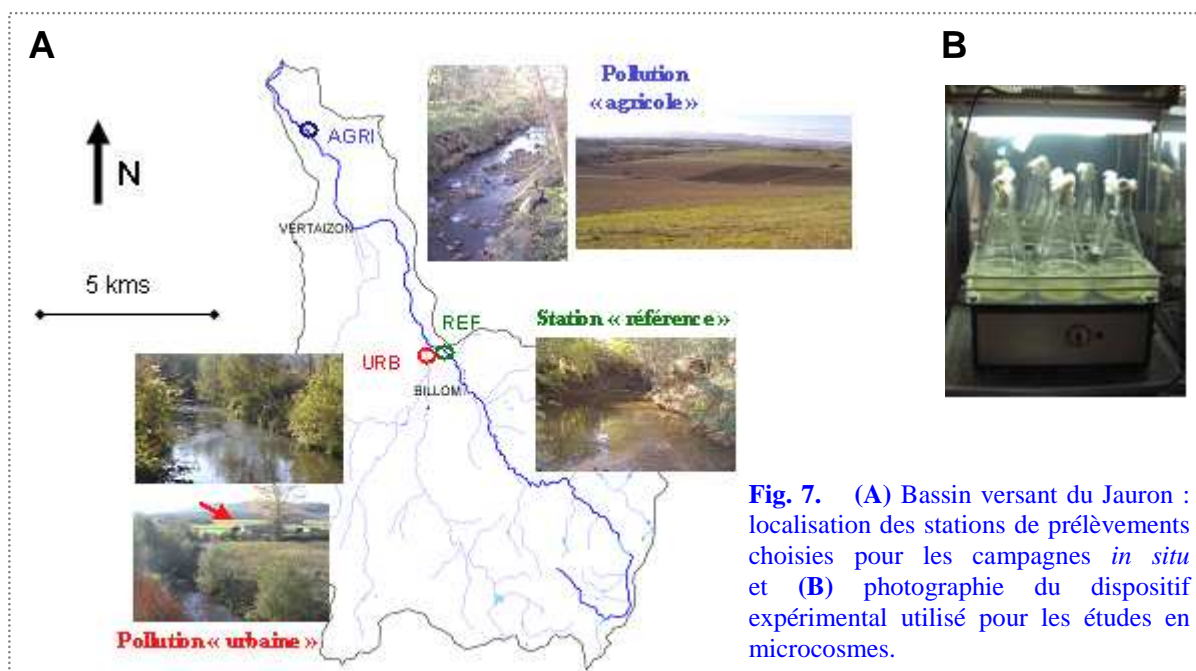 A
B
Pollution
« agricole »
AGRI
N
VERTAIZON
5 kms
REF
Station « référence »
URB
BILLOM
Fig. 7. (A) Bassin versant du Jauron :
localisation des stations de prélèvements
choisies pour les campagnes in situ
et (B) photographie du dispositif
expérimental utilisé pour les études en
microcosmes.
Pollution « urbaine »